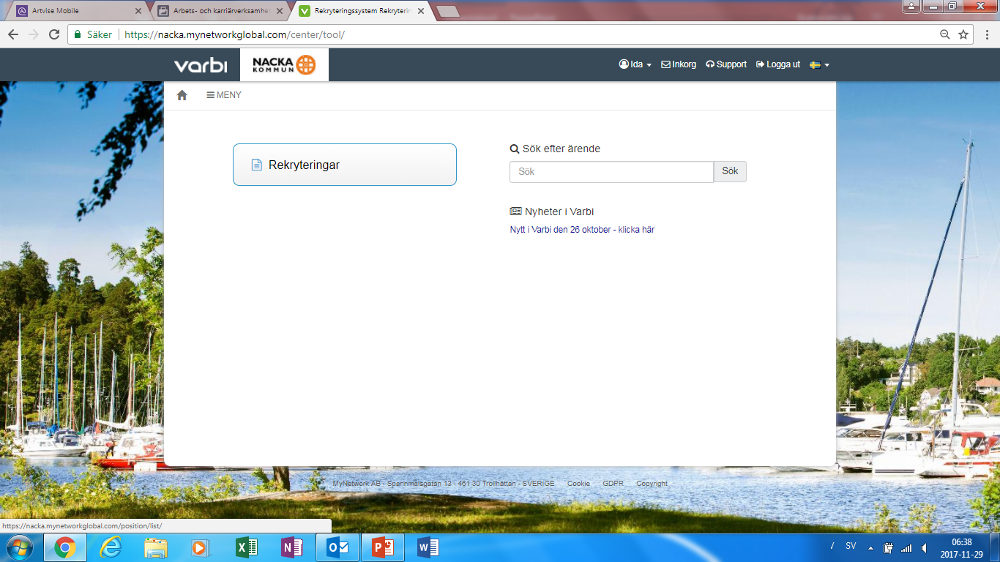 Artvise Mobile
Arbets- och karriärverksamhet
Rekryteringssystem Rekryterin
Säker
https://nacka.mynetworkglobal.com/center/tool/
varbi
NACKA
KOMMUN
Ida
Inkorg
Support
Logga ut
MENY
Rekryteringar
Sök efter ärende
Sök
Sök
Nyheter i Varbi
Nytt i Varbi den 26 oktober - klicka här
MyNetwork AB - Spannmålsgatan 13 - 461 30 Trollhättan - SVERIGE Cookie GDPR Copyright
https://nacka.mynetworkglobal.com/position/list/
SV
06:38
2017-11-29